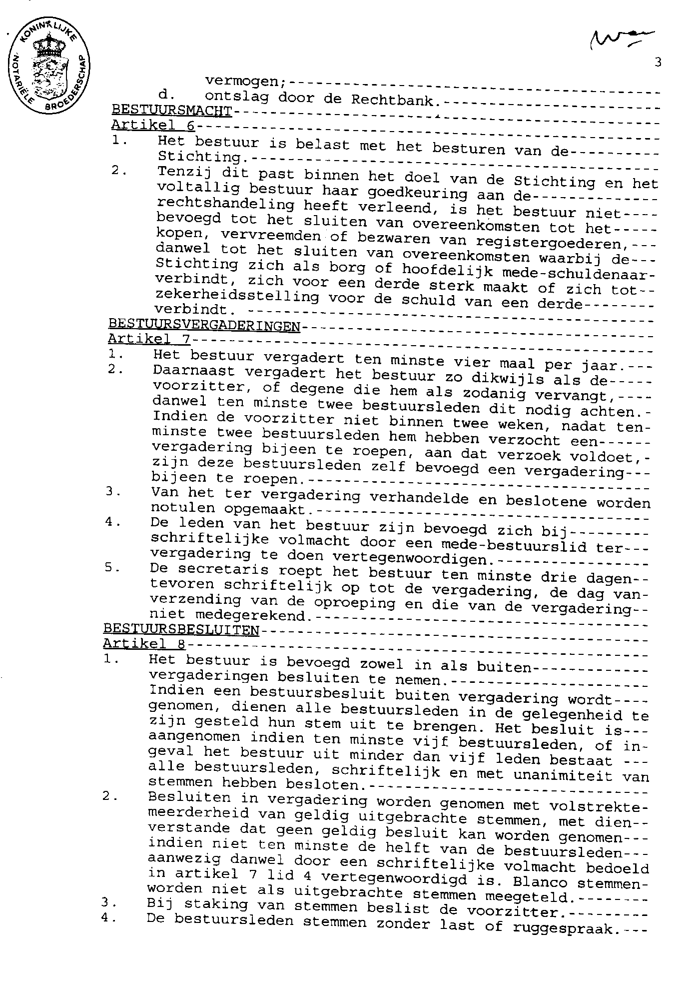 KONINKLIJKE
NOTARIËLE BROEDERSCHAP
3
vermogen;-----------------------------------------
d. ontslag door de Rechtbank.------------------------
BESTUURSMACHT-----------------------------------------------
Artikel 6---------------------------------------------------
1. Het bestuur is belast met het besturen van de----------
Stichting.---------------------------------------------
2. Tenzij dit past binnen het doel van de Stichting en het
voltallig bestuur haar goedkeuring aan de--------------
rechtshandeling heeft verleend, is het bestuur niet----
bevoegd tot het sluiten van overeenkomsten tot het-----
kopen, vervreemden of bezwaren van registergoederen,---
danwel tot het sluiten van overeenkomsten waarbij de---
Stichting zich als borg of hoofdelijk mede-schuldenaar-
verbindt, zich voor een derde sterk maakt of zich tot--
zekerheidsstelling voor de schuld van een derde--------
verbindt. ---------------------------------------------
BESTUURSVERGADERINGEN---------------------------------------
Artikel 7---------------------------------------------------
1. Het bestuur vergadert ten minste vier maal per jaar.---
2. Daarnaast vergadert het bestuur zo dikwijls als de-----
voorzitter, of degene die hem als zodanig vervangt,----
danwel ten minste twee bestuursleden dit nodig achten.-
Indien de voorzitter niet binnen twee weken, nadat ten-
minste twee bestuursleden hem hebben verzocht een------
vergadering bijeen te roepen, aan dat verzoek voldoet,-
zijn deze bestuursleden zelf bevoegd een vergadering---
bijeen te roepen.--------------------------------------
3. Van het ter vergadering verhandelde en beslotene worden
notulen opgemaakt.-------------------------------------
4. De leden van het bestuur zijn bevoegd zich bij---------
schriftelijke volmacht door een mede-bestuurslid ter---
vergadering te doen vertegenwoordigen.-----------------
5. De secretaris roept het bestuur ten minste drie dagen--
tevoren schriftelijk op tot de vergadering, de dag van-
verzending van de oproeping en die van de vergadering--
niet medegerekend.-------------------------------------
BESTUURSBESLUITEN-------------------------------------------
Artikel 8---------------------------------------------------
1. Het bestuur is bevoegd zowel in als buiten-------------
vergaderingen besluiten te nemen.----------------------
Indien een bestuursbesluit buiten vergadering wordt----
genomen, dienen alle bestuursleden in de gelegenheid te
zijn gesteld hun stem uit te brengen. Het besluit is---
aangenomen indien ten minste vijf bestuursleden, of in-
geval het bestuur uit minder dan vijf leden bestaat ---
alle bestuursleden, schriftelijk en met unanimiteit van
stemmen hebben besloten.-------------------------------
2. Besluiten in vergadering worden genomen met volstrekte-
meerderheid van geldig uitgebrachte stemmen, met dien--
verstande dat geen geldig besluit kan worden genomen---
indien niet ten minste de helft van de bestuursleden---
aanwezig danwel door een schriftelijke volmacht bedoeld
in artikel 7 lid 4 vertegenwoordigd is. Blanco stemmen-
worden niet als uitgebrachte stemmen meegeteld.--------
3. Bij staking van stemmen beslist de voorzitter.---------
4. De bestuursleden stemmen zonder last of ruggespraak.---